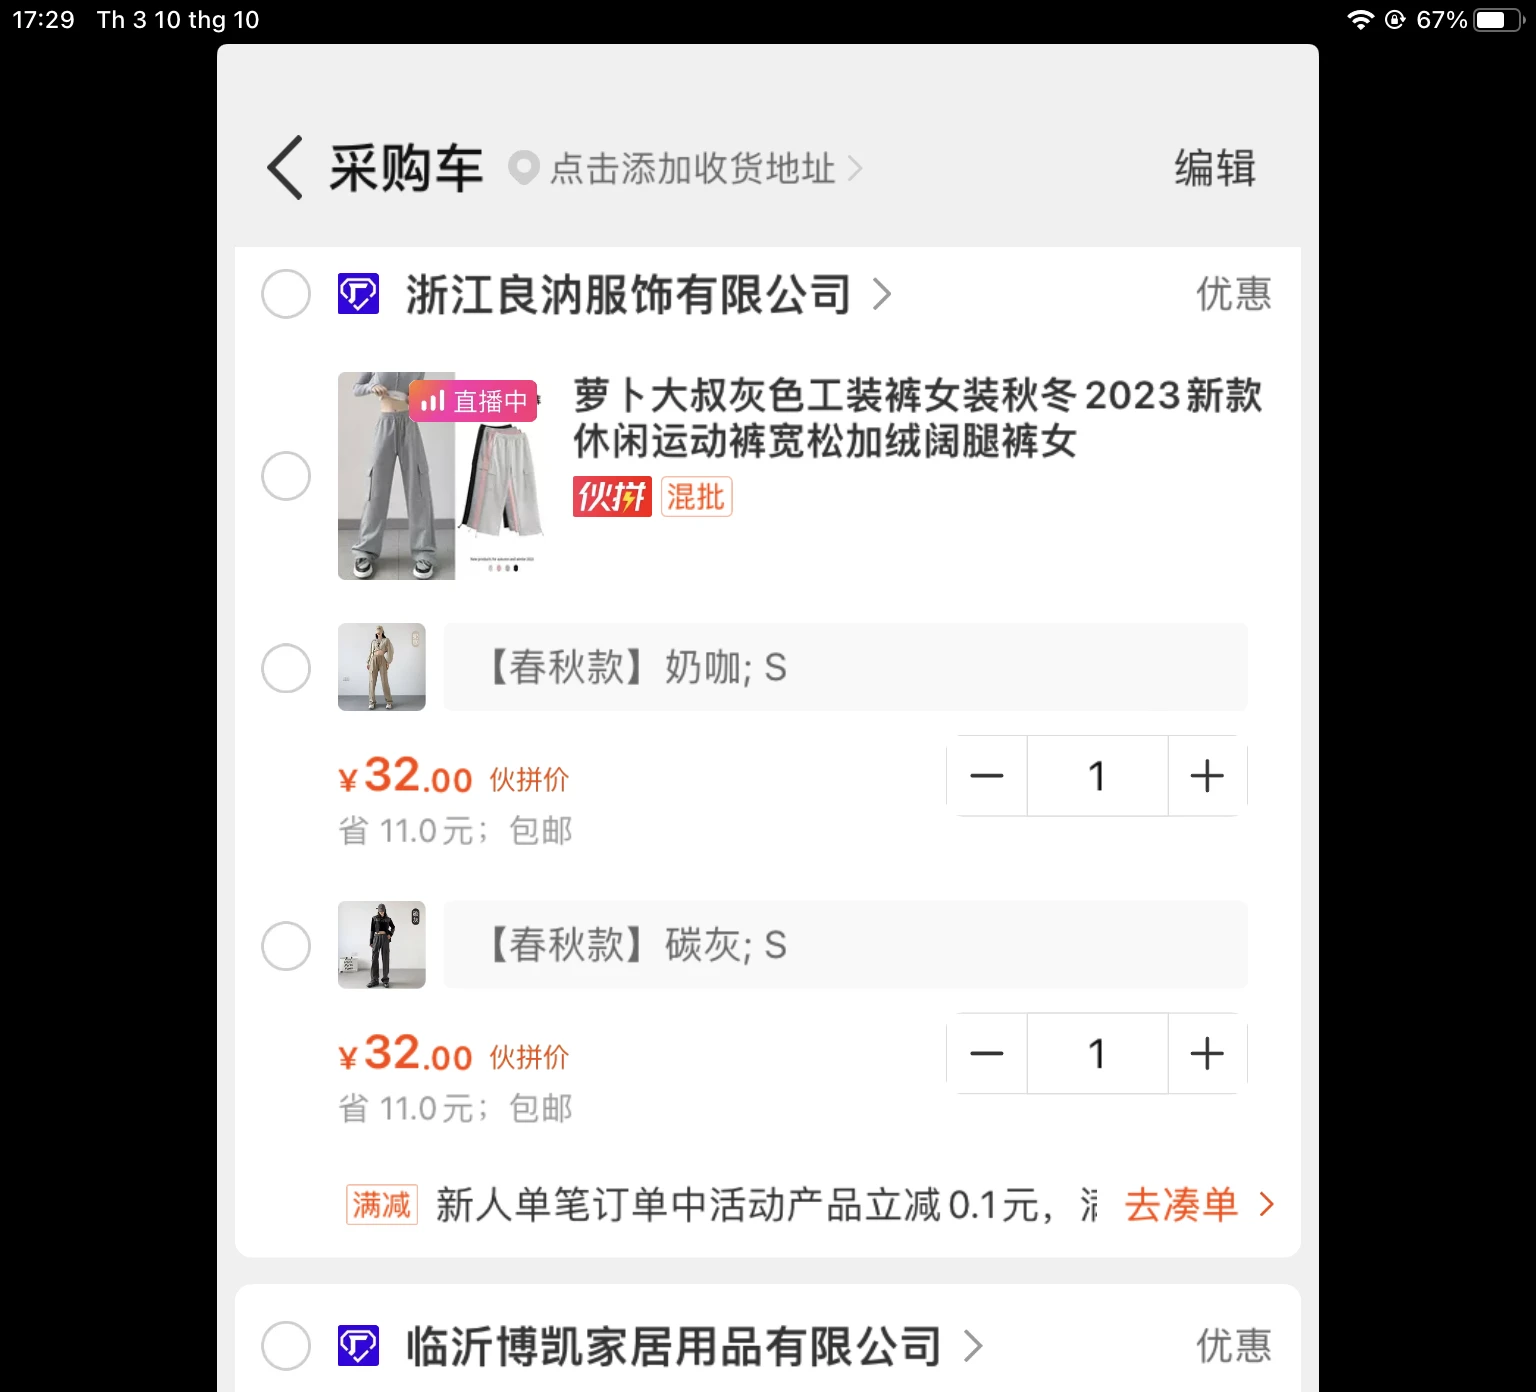 17:29 Th 3 10 thg 10 67%
采购车 点击添加收货地址 编辑
浙江良汭服饰有限公司 优惠
直播中
萝卜大叔灰色工装裤女装秋冬2023新款
休闲运动裤宽松加绒阔腿裤女
伙拼 混批
【春秋款】奶咖; S
¥32.00 伙拼价 1
省 11.0元；包邮
【春秋款】碳灰; S
¥32.00 伙拼价 1
省 11.0元；包邮
满减 新人单笔订单中活动产品立减0.1元， 去凑单
临沂博凯家居用品有限公司 优惠